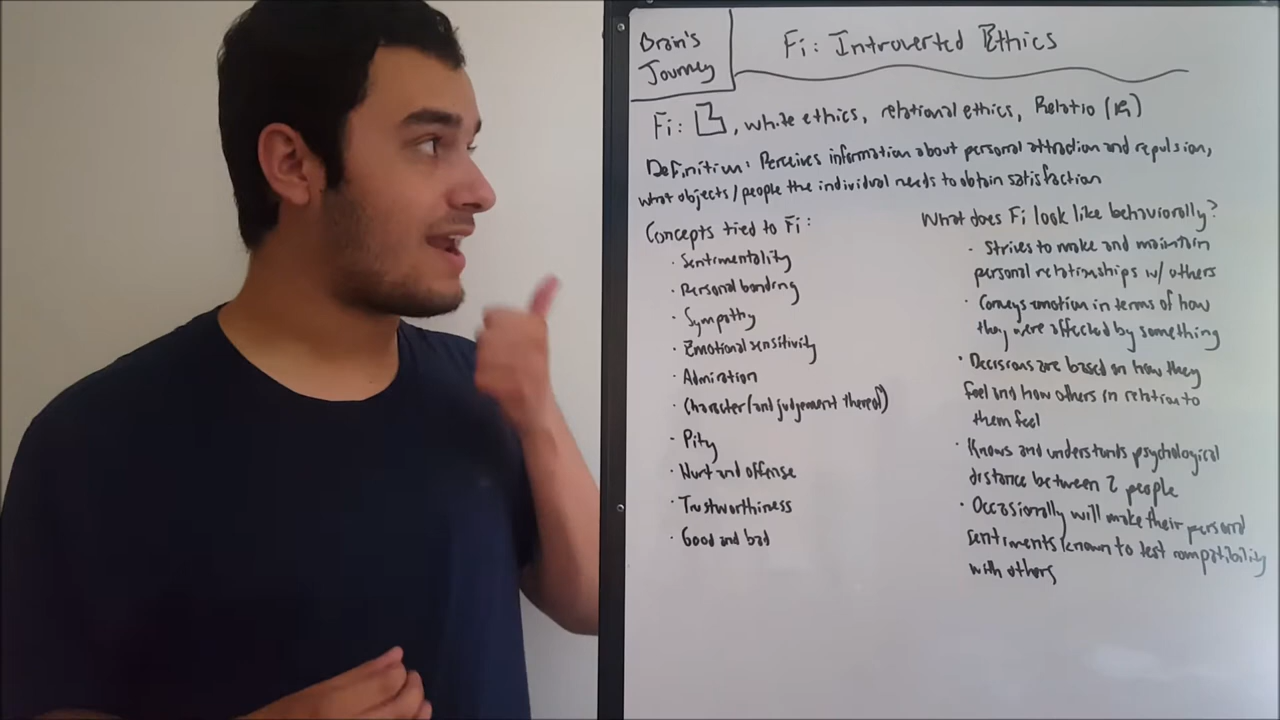 Brain's
Journey
Fi: Introverted Ethics
Fi: , white ethics, relational ethics, Relatio (R)
Definition: Perceives information about personal attraction and repulsion,
what objects/people the individual needs to obtain satisfaction
Concepts tied to Fi:
· Sentimentality
· Personal bonding
· Sympathy
· Emotional sensitivity
· Admiration
· Character (and judgement thereof)
· Pity
· Hurt and offense
· Trustworthiness
· Good and bad
What does Fi look like behaviorally?
· Strives to make and maintain
personal relationships w/ others
· Conveys emotion in terms of how
they were affected by something
· Decisions are based on how they
feel and how others in relation to
them feel
· Knows and understands psychological
distance between 2 people
· Occasionally will make their personal
sentiments known to test compatibility
with others